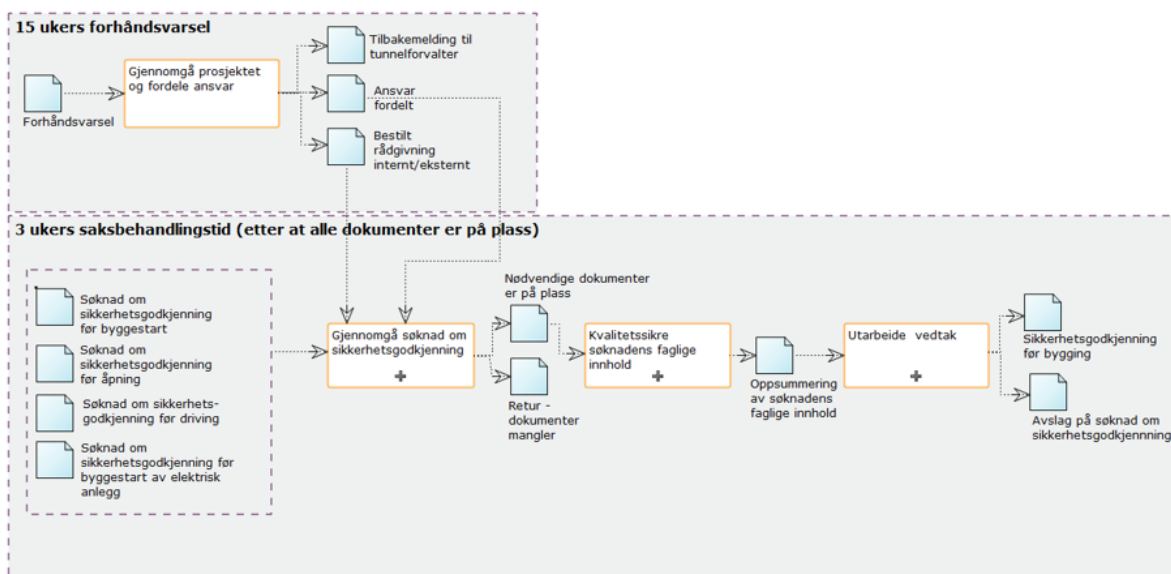 15 ukers forhåndsvarsel
Forhåndsvarsel
Gjennomgå prosjektet
og fordele ansvar
Tilbakemelding til
tunnelforvalter
Ansvar
fordelt
Bestilt
rådgivning
internt/eksternt
3 ukers saksbehandlingstid (etter at alle dokumenter er på plass)
Søknad om
sikkerhetsgodkjenning
før byggestart
Søknad om
sikkerhetsgodkjenning
før åpning
Søknad om sikkerhets-
godkjenning før driving
Søknad om
sikkerhetsgodkjenning før
byggestart av elektrisk
anlegg
Gjennomgå søknad om
sikkerhetsgodkjenning
Nødvendige dokumenter
er på plass
Retur -
dokumenter
mangler
Kvalitetssikre
søknadens faglige
innhold
Oppsummering
av søknadens
faglige innhold
Utarbeide vedtak
Sikkerhetsgodkjenning
før bygging
Avslag på søknad om
sikkerhetsgodkjennning